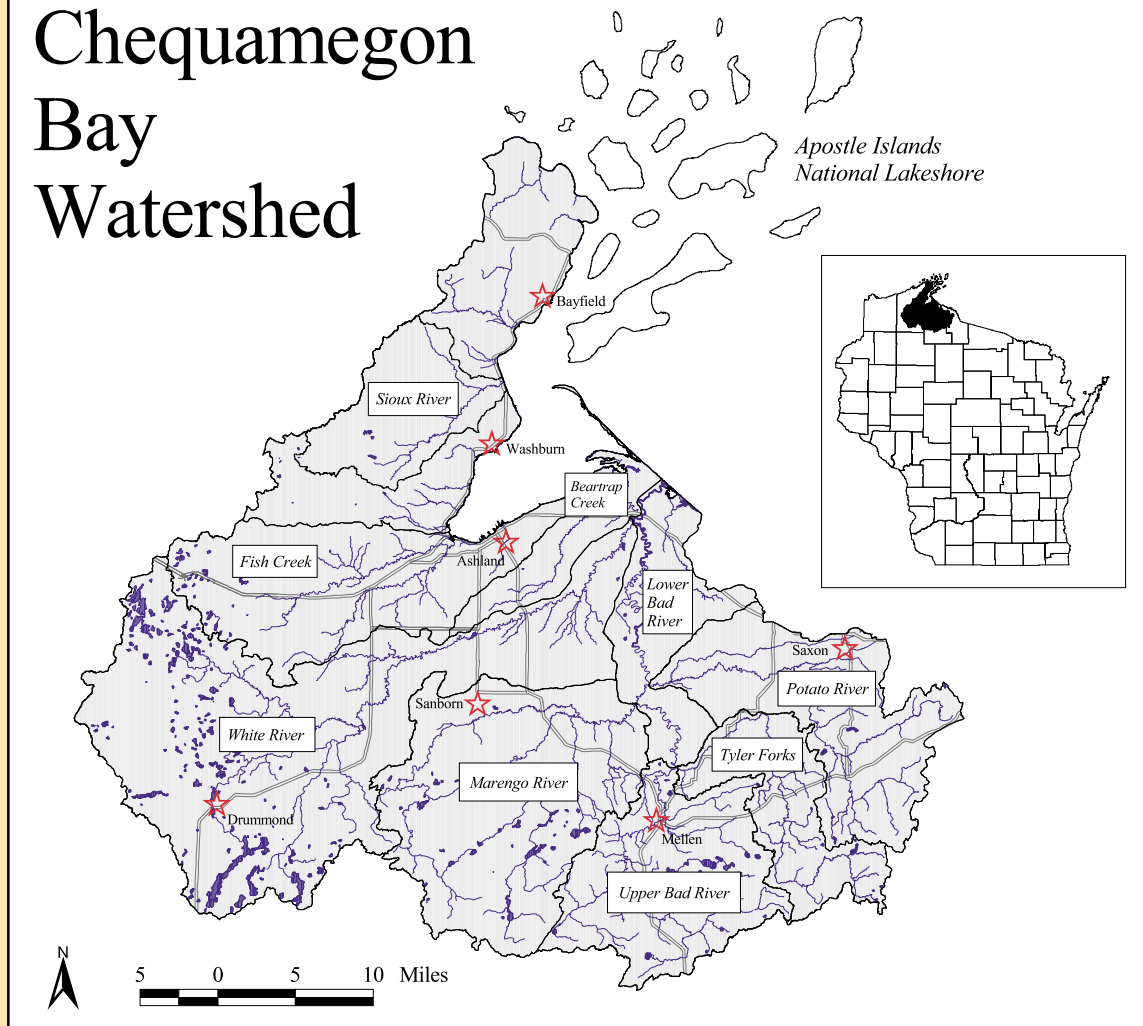 Chequamegon
Bay
Watershed
Apostle Islands
National Lakeshore
Bayfield
Sioux River
Washburn
Beartrap
Creek
Fish Creek
Ashland
Lower
Bad
River
Saxon
Potato River
Sanborn
White River
Tyler Forks
Marengo River
Drummond
Mellen
Upper Bad River
N
5 0 5 10 Miles